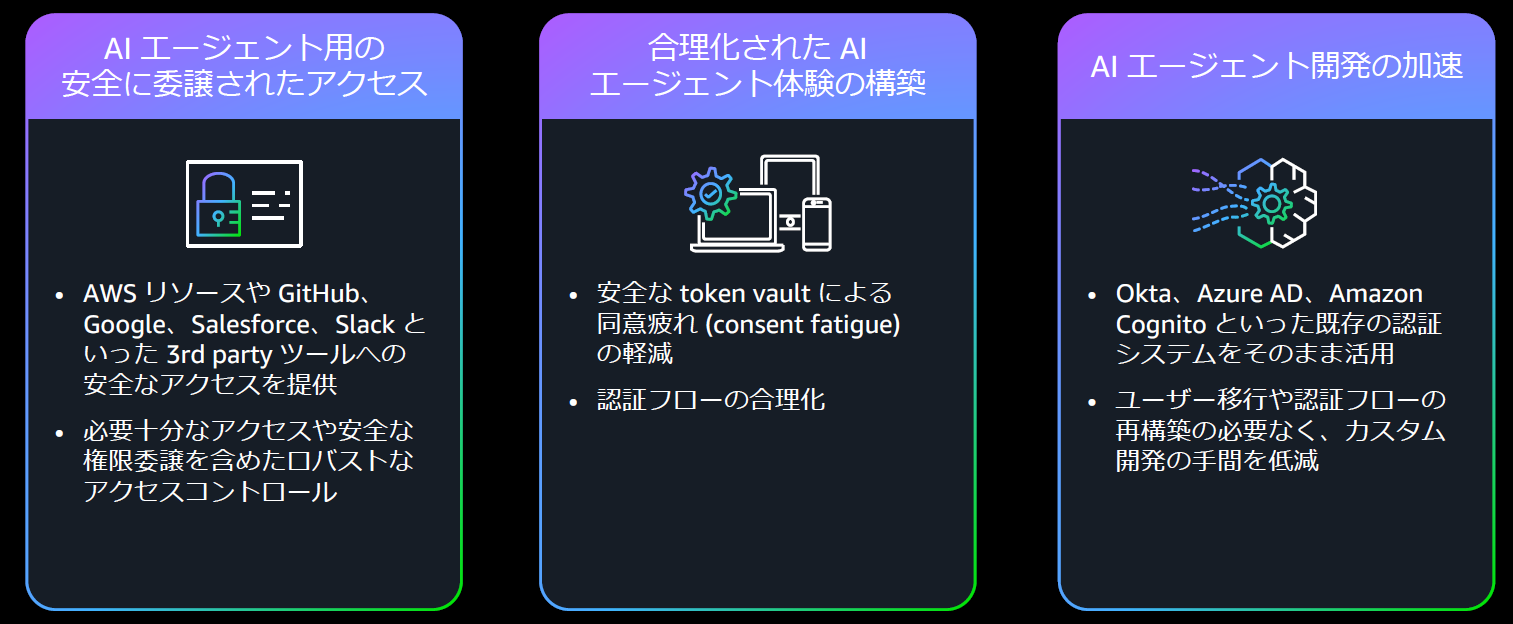 AI エージェント用の
安全に委譲されたアクセス
AWS リソースや GitHub、
Google、Salesforce、Slack と
いった 3rd party ツールへの
安全なアクセスを提供
必要十分なアクセスや安全な
権限委譲を含めたロバストな
アクセスコントロール
合理化された AI
エージェント体験の構築
安全な token vault による
同意疲れ (consent fatigue)
の軽減
認証フローの合理化
AI エージェント開発の加速
Okta、Azure AD、Amazon
Cognito といった既存の認証
システムをそのまま活用
ユーザー移行や認証フローの
再構築の必要なく、カスタム
開発の手間を低減